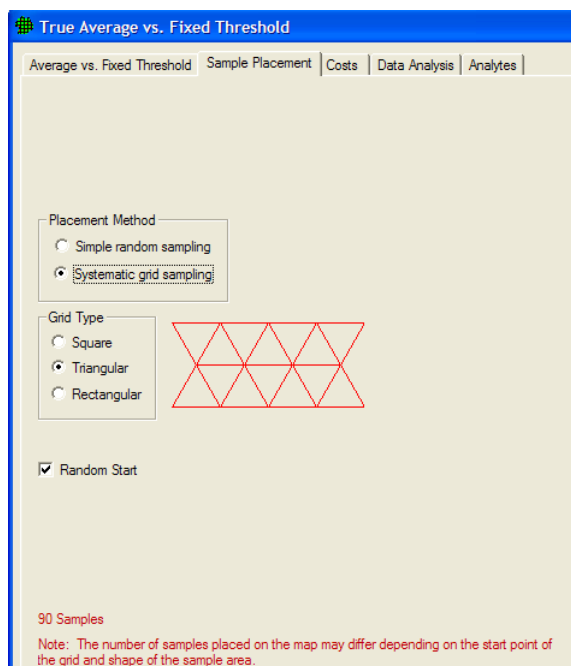 True Average vs. Fixed Threshold
Average vs. Fixed Threshold Sample Placement Costs Data Analysis Analytes
Placement Method
Simple random sampling
Systematic grid sampling
Grid Type
Square
Triangular
Rectangular
Random Start
90 Samples
Note: The number of samples placed on the map may differ depending on the start point of
the grid and shape of the sample area.